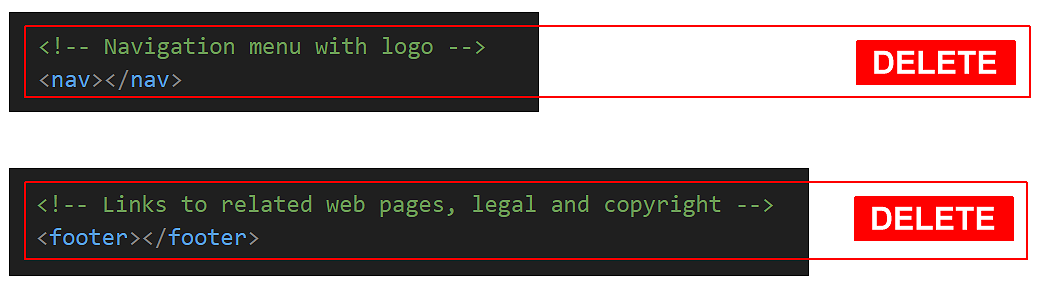 <!-- Navigation menu with logo -->
<nav></nav>
DELETE
<!-- Links to related web pages, legal and copyright -->
<footer></footer>
DELETE